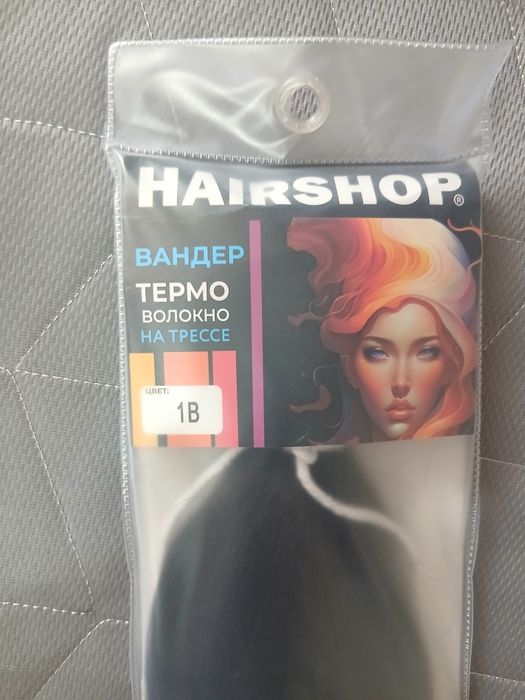 HAIRSHOP®
ВАНДЕР
ТЕРМО
ВОЛОКНО
НА ТРЕССЕ
ЦВЕТ:
1B